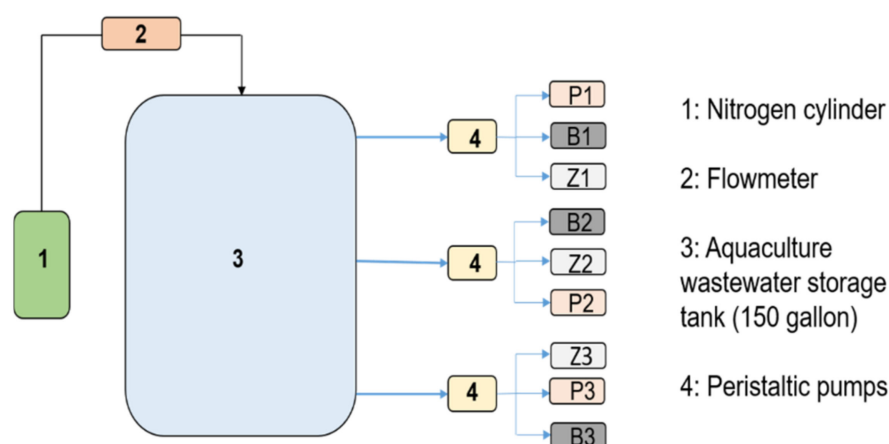 2
1
3
4
P1
B1
Z1
4
B2
Z2
P2
4
Z3
P3
B3
1: Nitrogen cylinder
2: Flowmeter
3: Aquaculture
wastewater storage
tank (150 gallon)
4: Peristaltic pumps